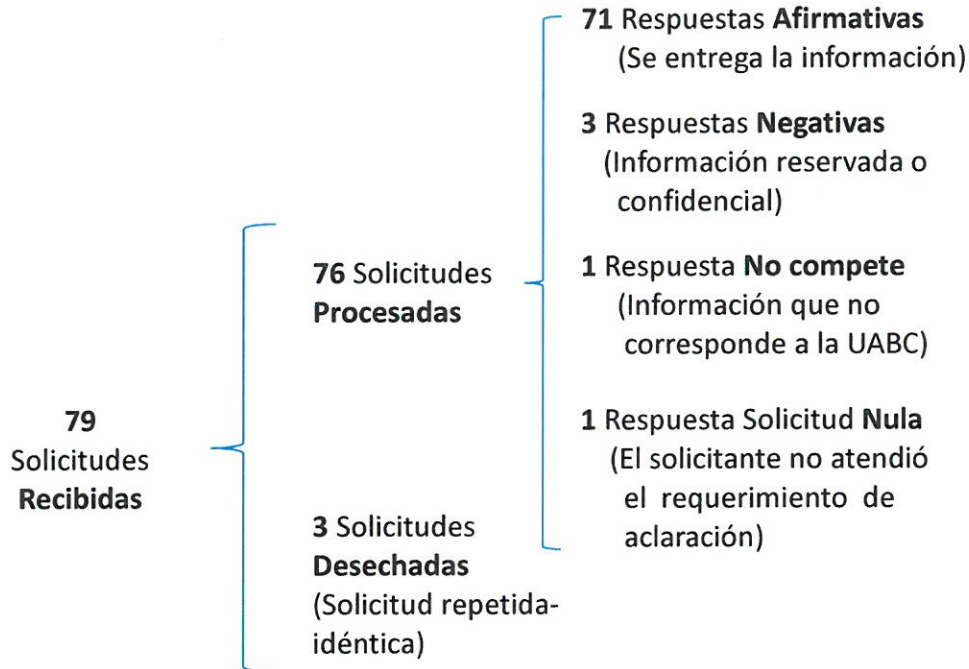 79
Solicitudes
Recibidas
76 Solicitudes
Procesadas
71 Respuestas Afirmativas
(Se entrega la información)
3 Respuestas Negativas
(Información reservada o
confidencial)
1 Respuesta No compete
(Información que no
corresponde a la UABC)
1 Respuesta Solicitud Nula
(El solicitante no atendió
el requerimiento de
aclaración)
3 Solicitudes
Desechadas
(Solicitud repetida-
idéntica)